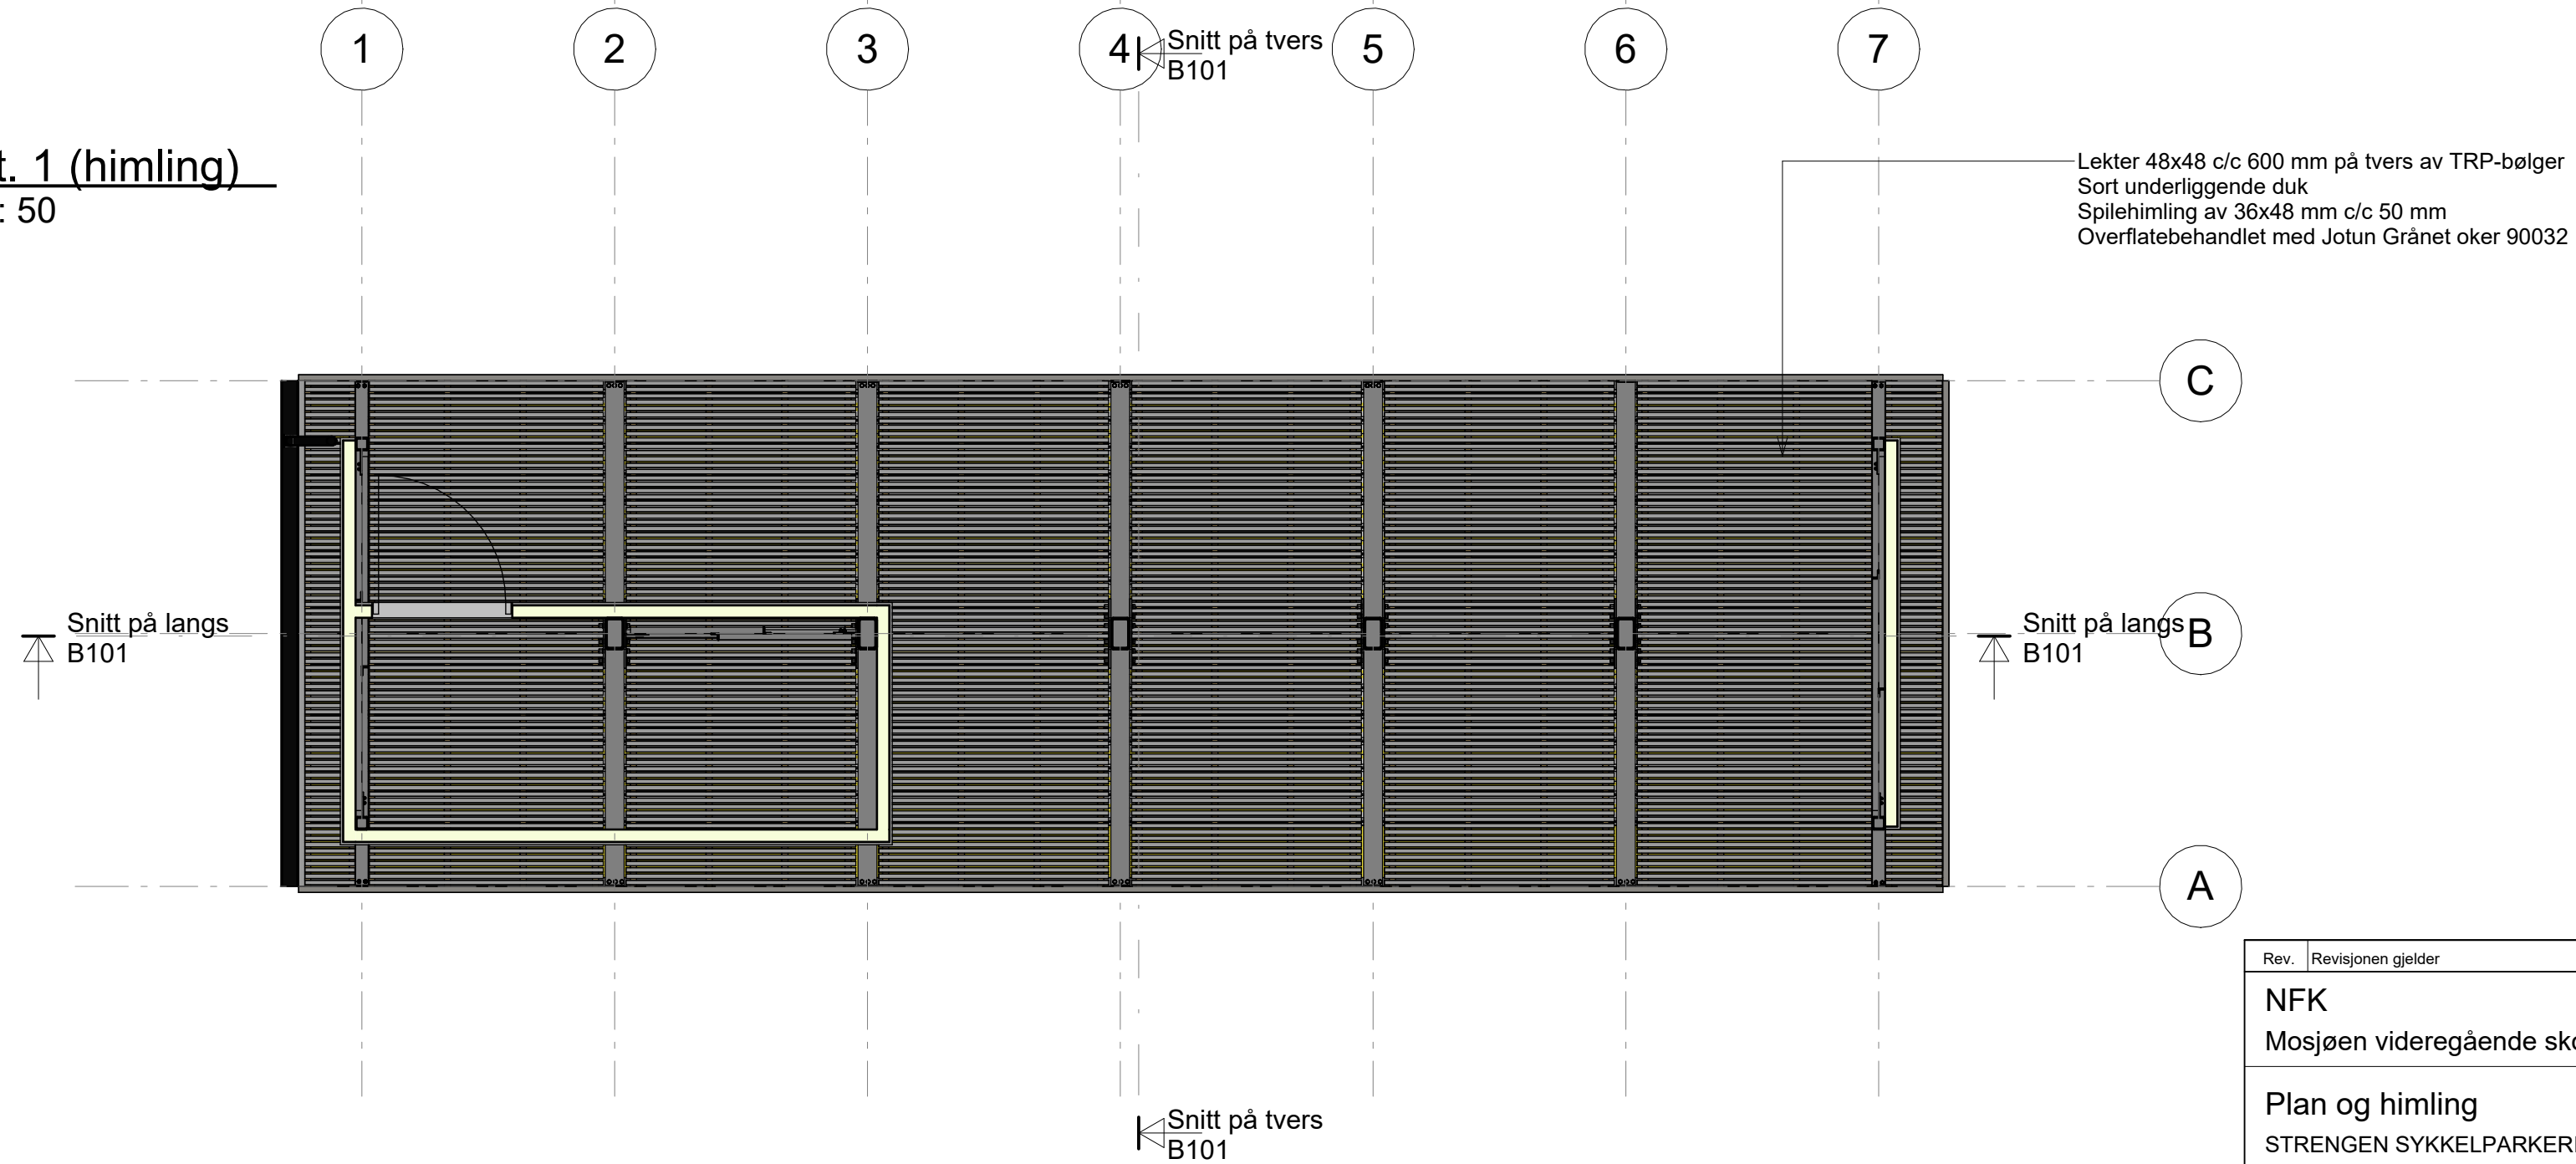 1
2
3
4
Snitt på tvers
B101
5
6
7
t. 1 (himling)
: 50
Lekter 48x48 c/c 600 mm på tvers av TRP-bølger
Sort underliggende duk
Spilehimling av 36x48 mm c/c 50 mm
Overflatebehandlet med Jotun Grånet oker 90032
C
Snitt på langs
B101
Snitt på langs
B101
B
A
Rev. Revisjonen gjelder
NFK
Mosjøen videregående sko
Plan og himling
STRENGEN SYKKELPARKER
Snitt på tvers
B101